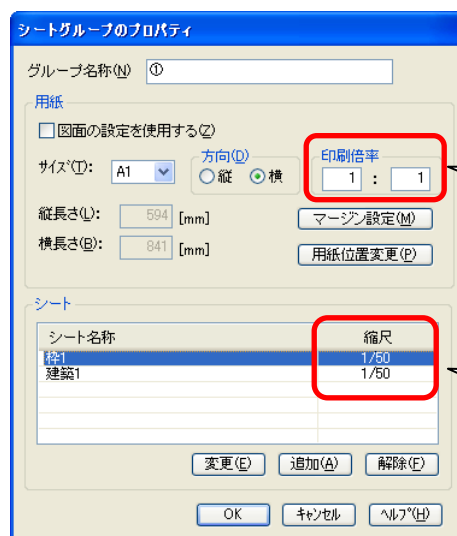 シートグループのプロパティ
グループ名称(N) ①
用紙
図面の設定を使用する(Z)
サイズ(T): A1 方向(D) 縦 横 印刷倍率 1 : 1
縦長さ(L): 594 [mm] マージン設定(M)
横長さ(B): 841 [mm] 用紙位置変更(P)
シート
シート名称 縮尺
枠1 1/50
建築1 1/50
変更(E) 追加(A) 解除(F)
OK キャンセル ヘルプ(H)